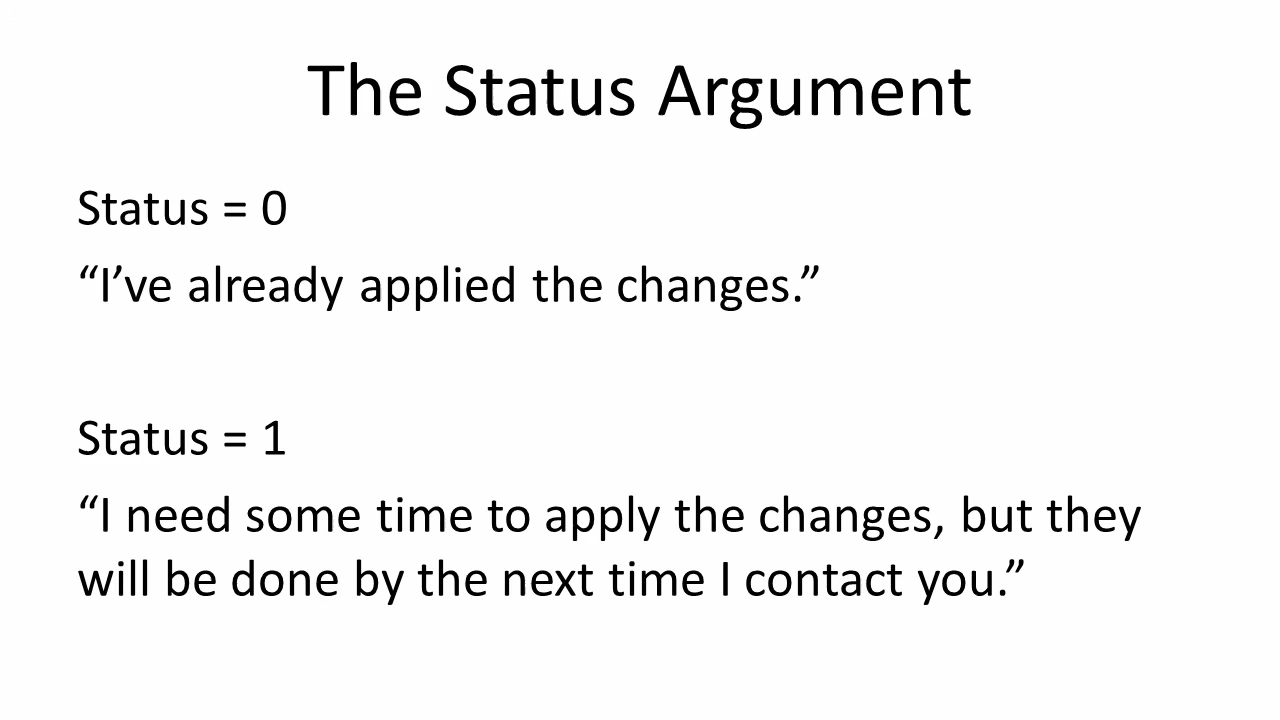 The Status Argument
Status = 0
“I’ve already applied the changes.”
Status = 1
“I need some time to apply the changes, but they
will be done by the next time I contact you.”